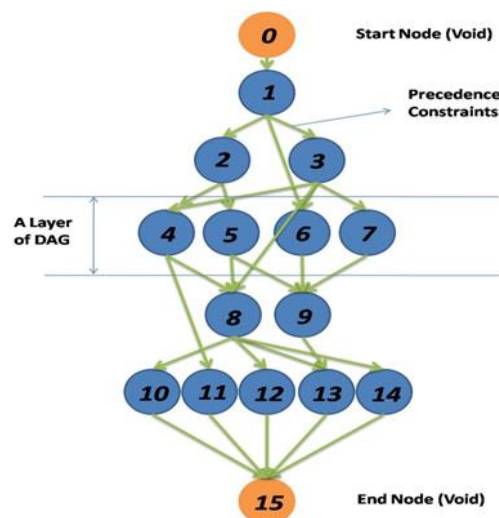 0
Start Node (Void)
1
Precedence
Constraints
2
3
A Layer
of DAG
4
5
6
7
8
9
10
11
12
13
14
15
End Node (Void)